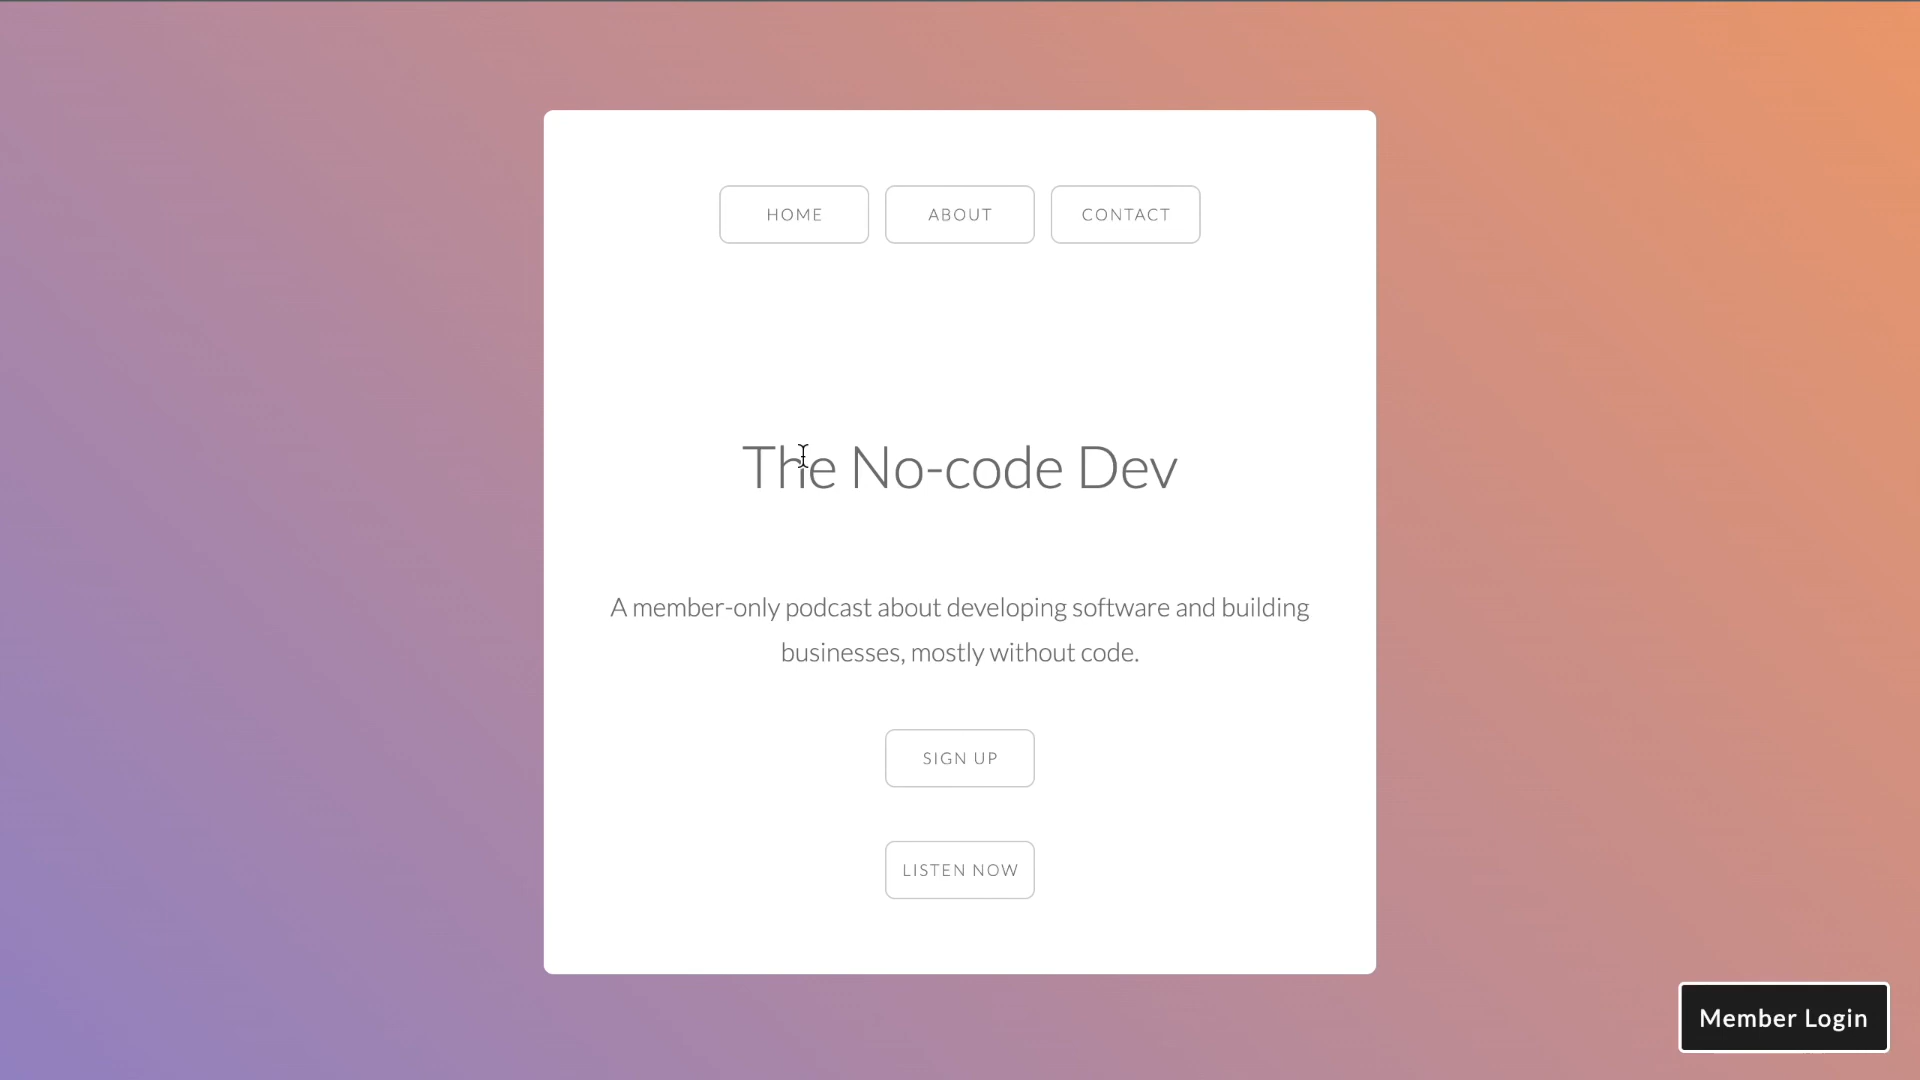 HOME
ABOUT
CONTACT
The No-code Dev
A member-only podcast about developing software and building
businesses, mostly without code.
SIGN UP
LISTEN NOW
Member Login